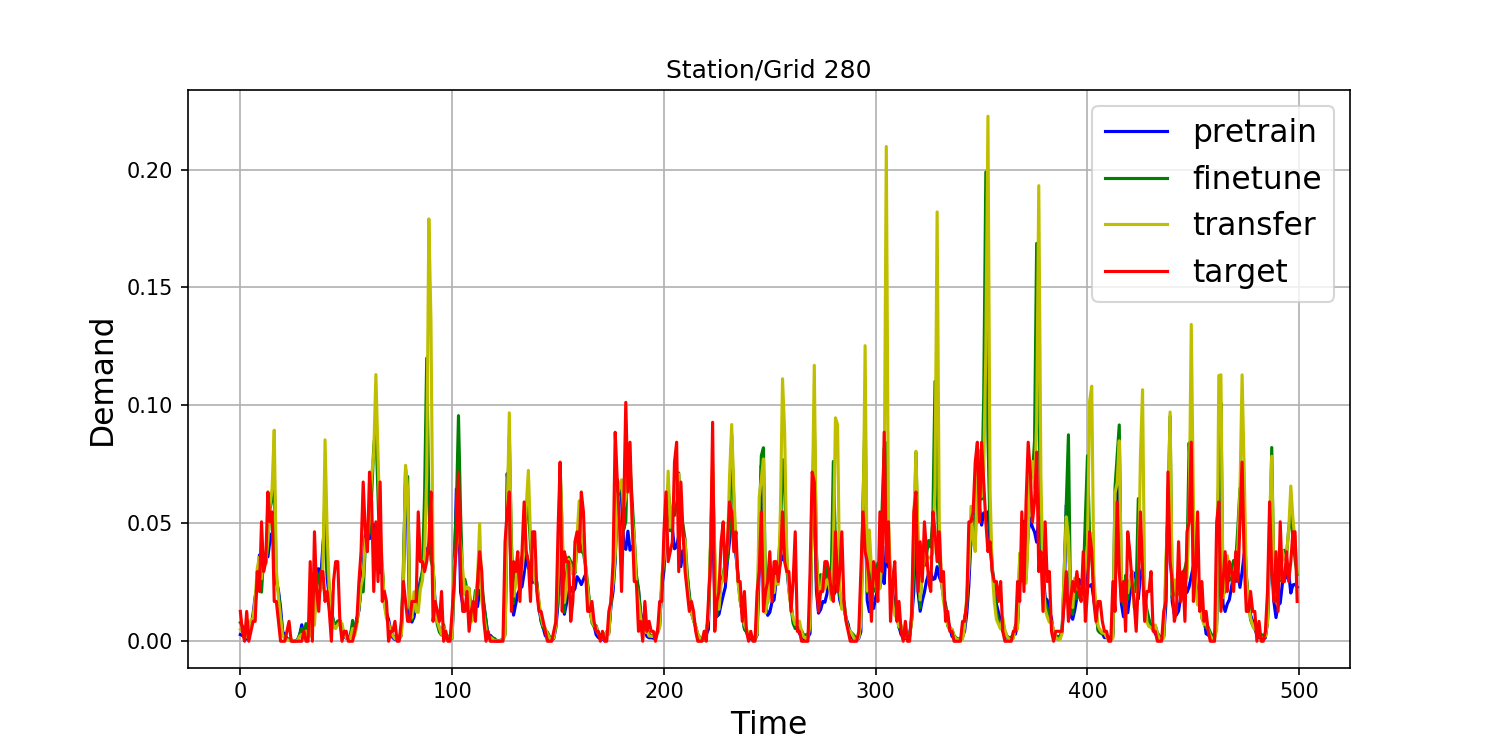 Station/Grid 280
pretrain
finetune
transfer
target
0.20
0.15
0.10
0.05
0.00
Demand
0 100 200 300 400 500
Time